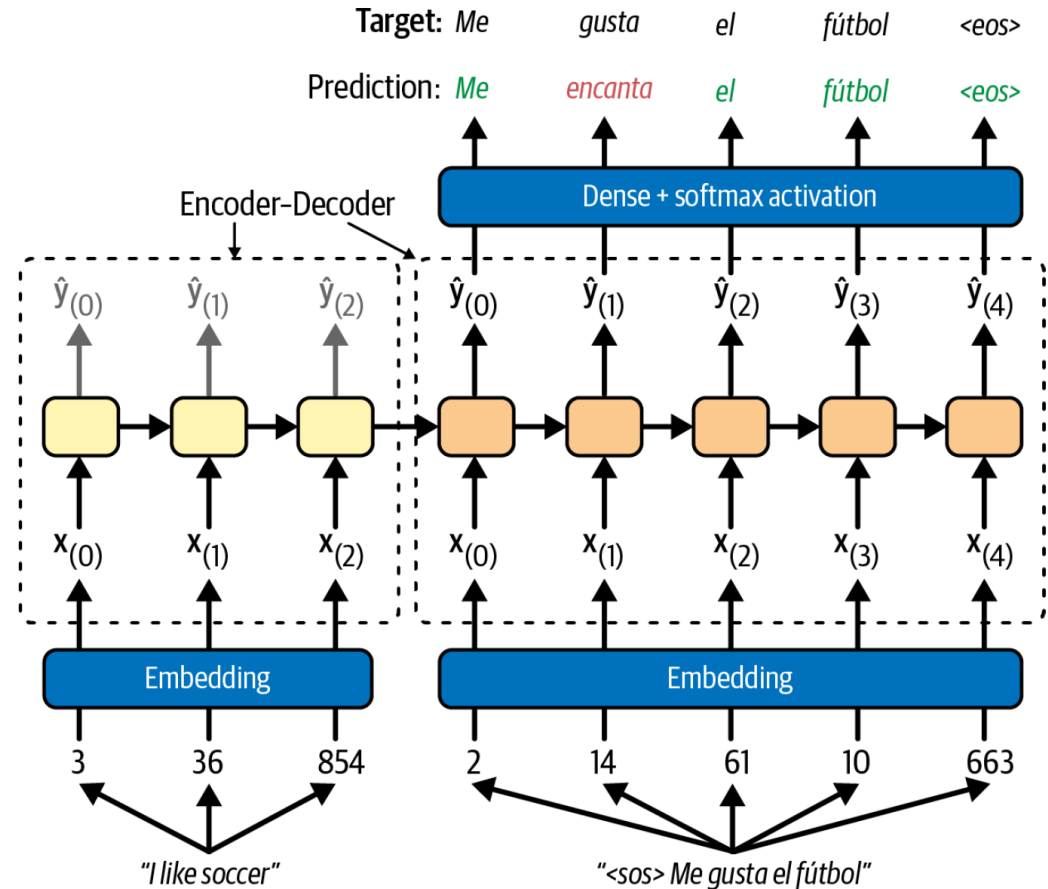 Target: Me gusta el fútbol <eos>
Prediction: Me encanta el fútbol <eos>
Dense + softmax activation
Encoder–Decoder
ŷ(0) ŷ(1) ŷ(2) ŷ(0) ŷ(1) ŷ(2) ŷ(3) ŷ(4)
x(0) x(1) x(2) x(0) x(1) x(2) x(3) x(4)
Embedding Embedding
3 36 854 2 14 61 10 663
“I like soccer” “<sos> Me gusta el fútbol”